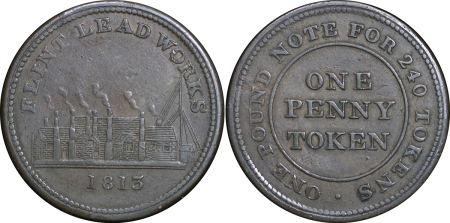 FLINT LEAD WORKS
1813
ONE POUND NOTE FOR 240 TOKENS ·
ONE
PENNY
TOKEN